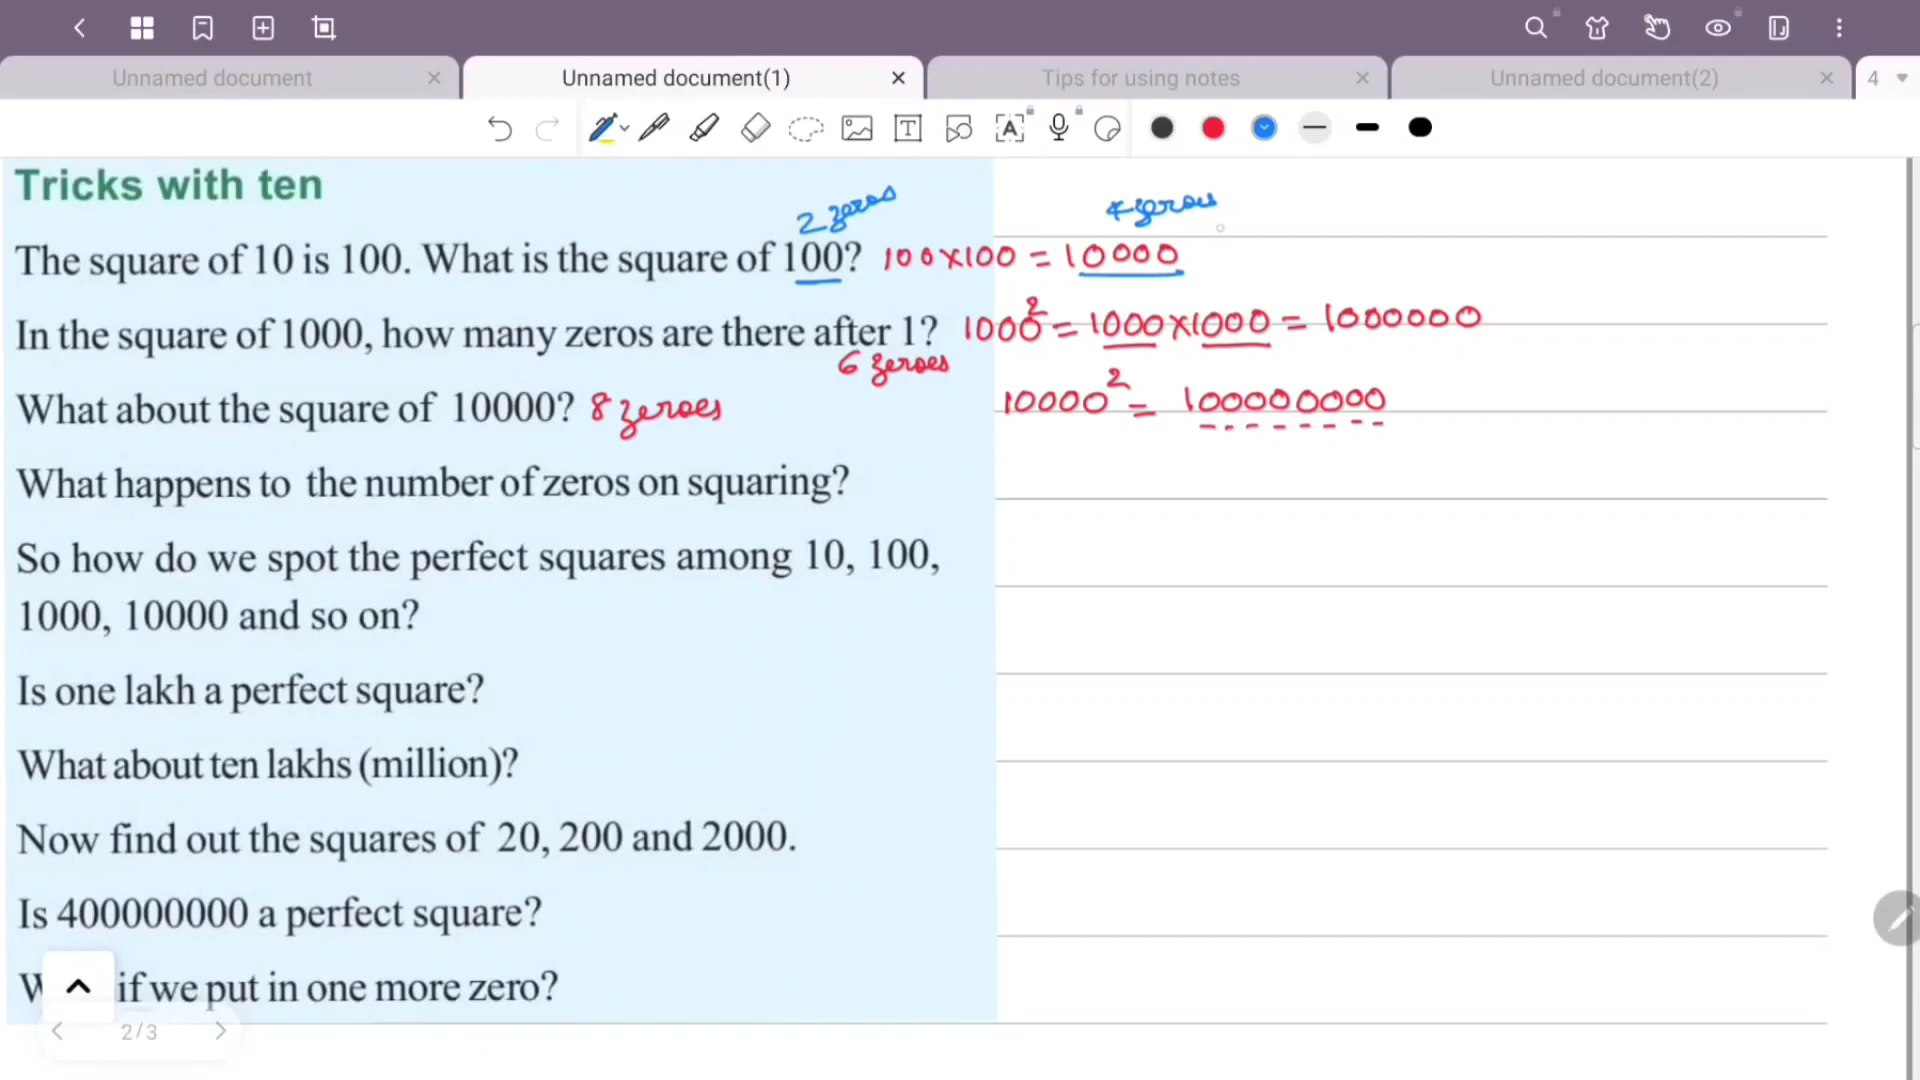 Unnamed document
Unnamed document(1)
Tips for using notes
Unnamed document(2)
4
Tricks with ten
2 zeros
4 zeroes
The square of 10 is 100. What is the square of 100? 100×100 = 10000
In the square of 1000, how many zeros are there after 1? 1000² = 1000×1000 = 1000000
6 zeroes
What about the square of 10000? 8 zeroes 10000² = 100000000
What happens to the number of zeros on squaring?
So how do we spot the perfect squares among 10, 100,
1000, 10000 and so on?
Is one lakh a perfect square?
What about ten lakhs (million)?
Now find out the squares of 20, 200 and 2000.
Is 400000000 a perfect square?
if we put in one more zero?
2/3